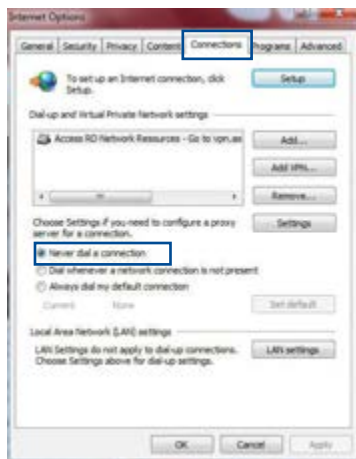 Internet Options
General Security Privacy Content Connections Programs Advanced
To set up an Internet connection, click
Setup.
Setup
Dial-up and Virtual Private Network settings
Access RD Network Resources - Go to vpn.as
Add...
Add VPN...
Remove...
Choose Settings if you need to configure a proxy
server for a connection.
Settings
Never dial a connection
Dial whenever a network connection is not present
Always dial my default connection
Current None
Set default
Local Area Network (LAN) settings
LAN Settings do not apply to dial-up connections.
Choose Settings above for dial-up settings.
LAN settings
OK Cancel Apply